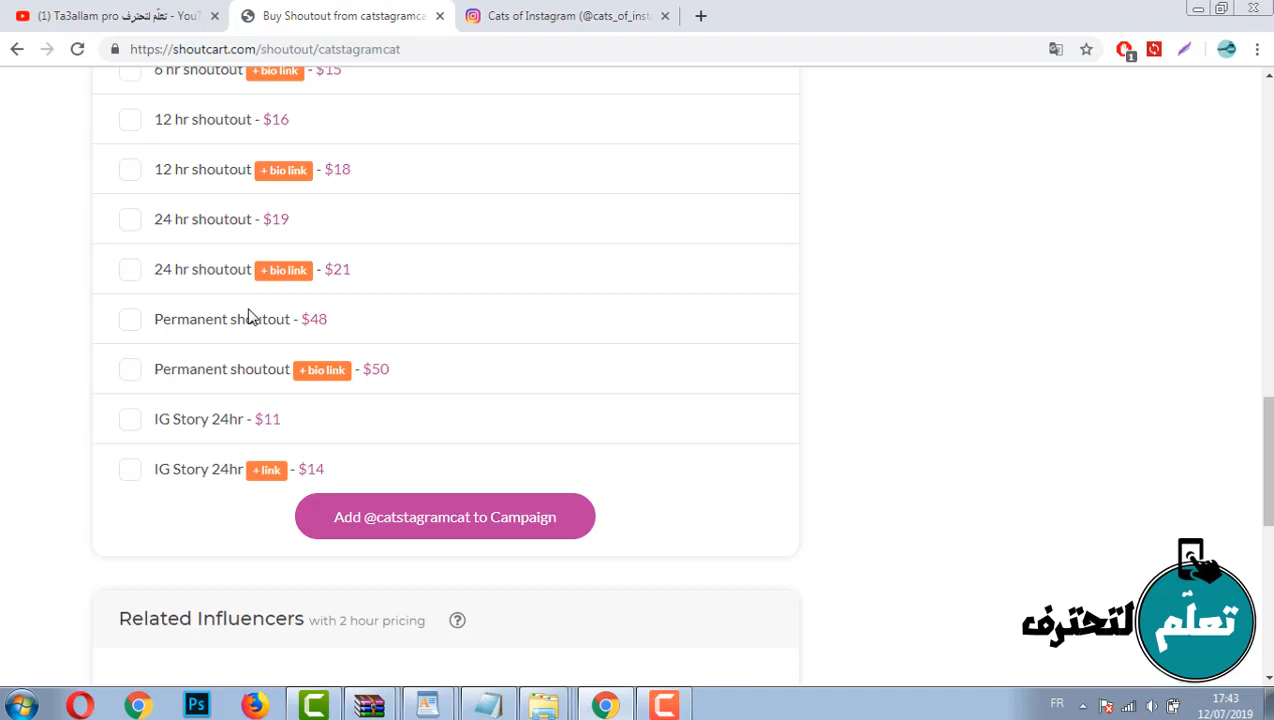 (1) Ta3allam pro تعلّم لتحترف - You
Buy Shoutout from catstagramca
Cats of Instagram (@cats_of_inst
https://shoutcart.com/shoutout/catstagramcat
1
6 hr shoutout + bio link - $15
12 hr shoutout - $16
12 hr shoutout + bio link - $18
24 hr shoutout - $19
24 hr shoutout + bio link - $21
Permanent shoutout - $48
Permanent shoutout + bio link - $50
IG Story 24hr - $11
IG Story 24hr + link - $14
Add @catstagramcat to Campaign
Related Influencers with 2 hour pricing ?
تعلّم لتحترف
Ps
FR
17:43
12/07/2019